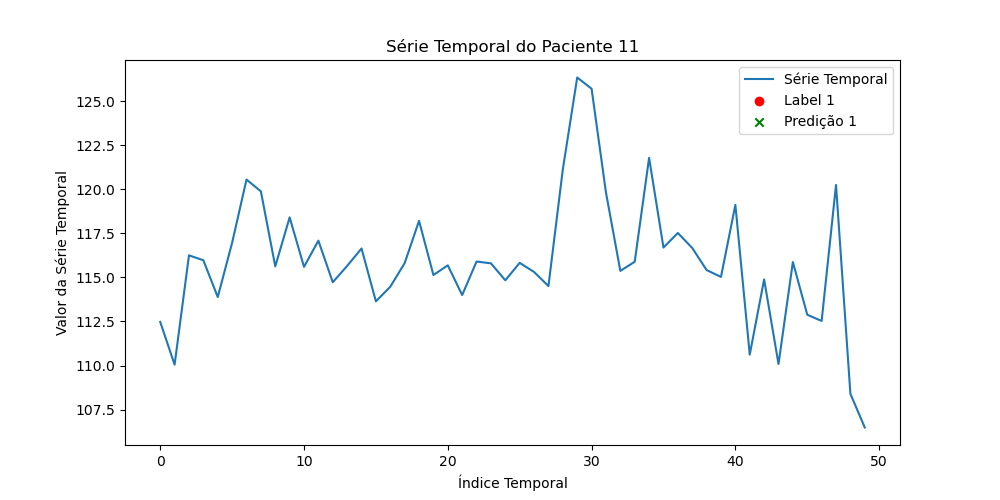 Série Temporal do Paciente 11
Série Temporal
Label 1
Predição 1
Valor da Série Temporal
125.0
122.5
120.0
117.5
115.0
112.5
110.0
107.5
0
10
20
30
40
50
Índice Temporal